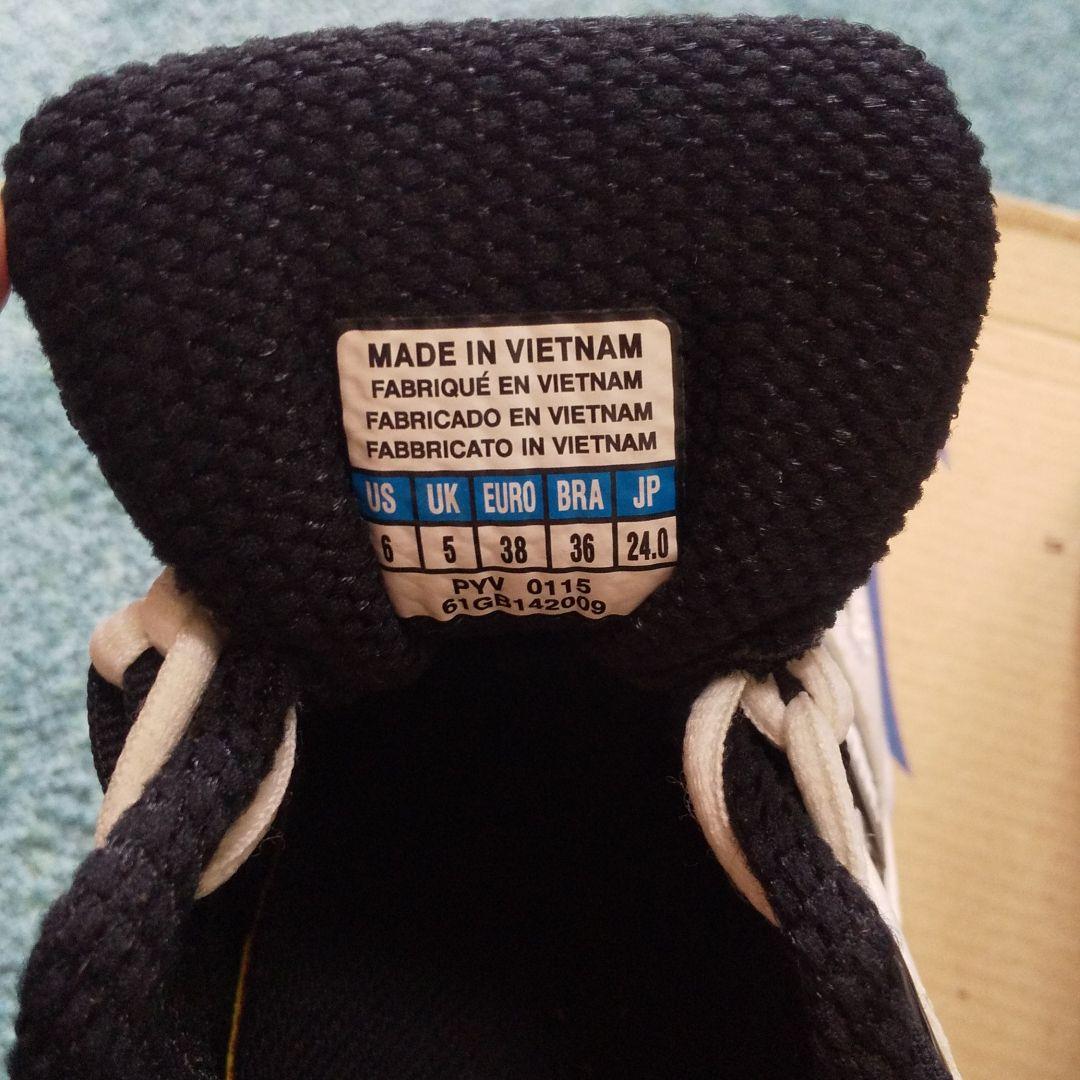 MADE IN VIETNAM
FABRIQUÉ EN VIETNAM
FABRICADO EN VIETNAM
FABBRICATO IN VIETNAM
US UK EURO BRA JP
6 5 38 36 24.0
PYV 0115
61GB142009